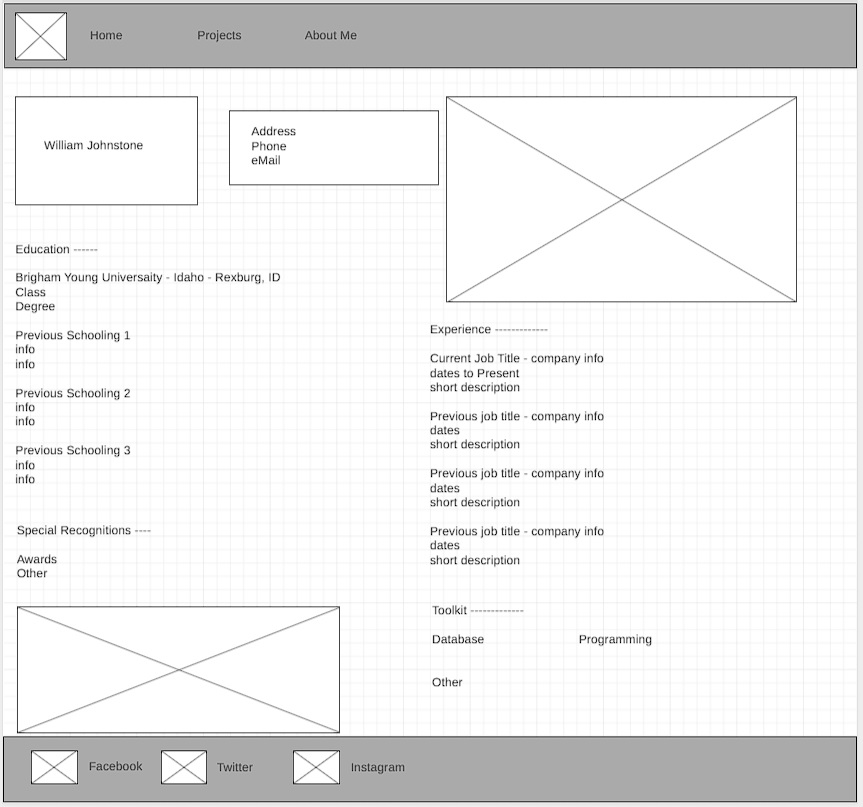 Home
Projects
About Me
William Johnstone
Address
Phone
eMail
Education ------
Brigham Young Universaity - Idaho - Rexburg, ID
Class
Degree
Previous Schooling 1
info
info
Previous Schooling 2
info
info
Previous Schooling 3
info
info
Special Recognitions ----
Awards
Other
Experience -------------
Current Job Title - company info
dates to Present
short description
Previous job title - company info
dates
short description
Previous job title - company info
dates
short description
Previous job title - company info
dates
short description
Toolkit -------------
Database
Programming
Other
Facebook
Twitter
Instagram